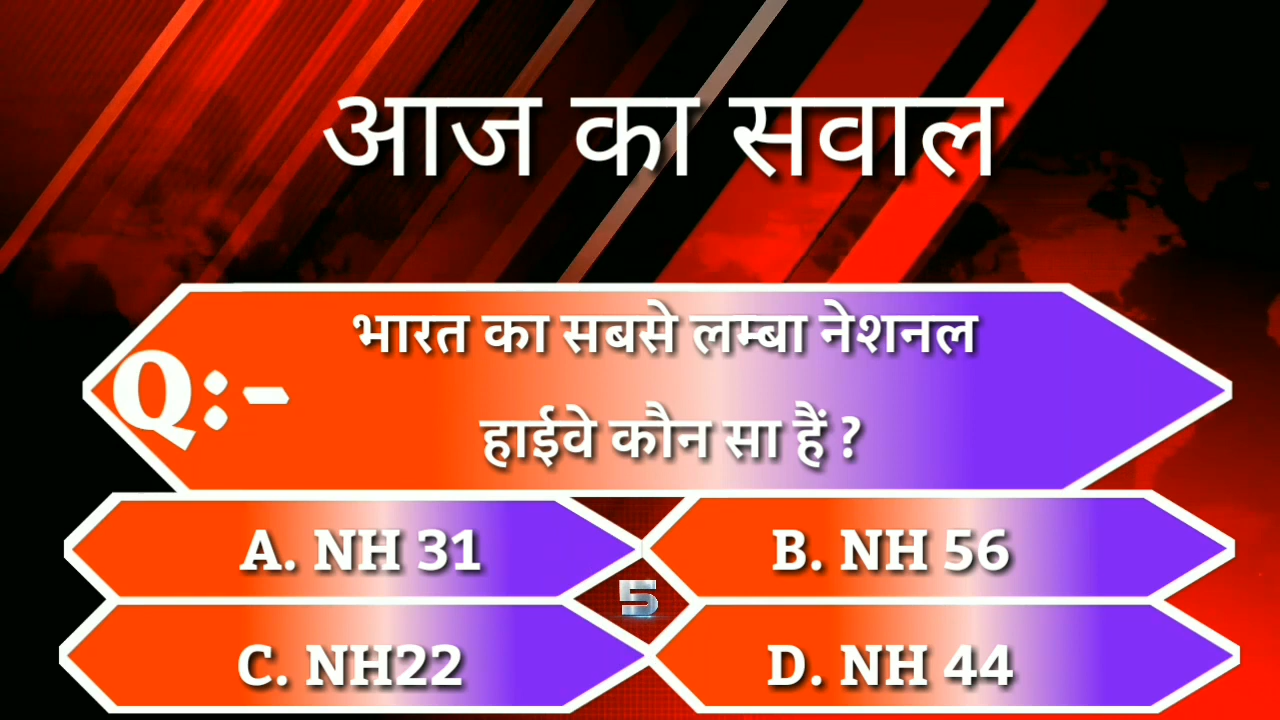 आज का सवाल
Q:-
भारत का सबसे लम्बा नेशनल
हाईवे कौन सा हैं ?
A. NH 31
B. NH 56
5
C. NH22
D. NH 44